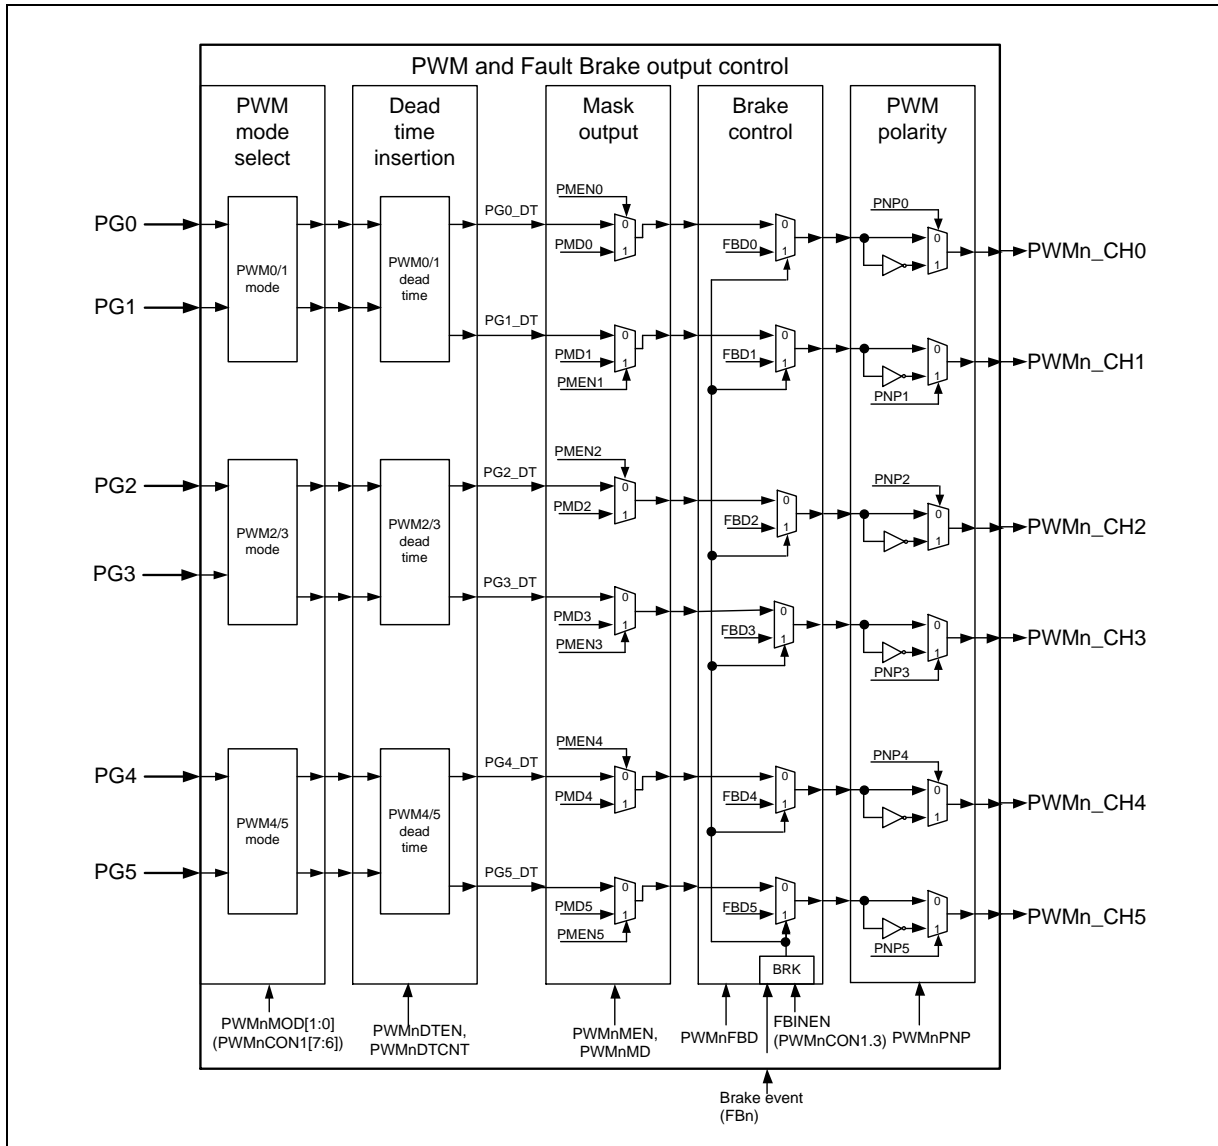 PWM and Fault Brake output control
PWM
mode
select
Dead
time
insertion
Mask
output
Brake
control
PWM
polarity
PG0
PG1
PWM0/1
mode
PWM0/1
dead
time
PG0_DT
PG1_DT
PMEN0
0
PMD0
1
0
PMD1
1
PMEN1
0
FBD0
1
0
FBD1
1
PNP0
0
1
0
1
PNP1
PWMn_CH0
PWMn_CH1
PG2
PG3
PWM2/3
mode
PWM2/3
dead
time
PG2_DT
PG3_DT
PMEN2
0
PMD2
1
0
PMD3
1
PMEN3
0
FBD2
1
0
FBD3
1
PNP2
0
1
0
1
PNP3
PWMn_CH2
PWMn_CH3
PG4
PG5
PWM4/5
mode
PWM4/5
dead
time
PG4_DT
PG5_DT
PMEN4
0
PMD4
1
0
PMD5
1
PMEN5
0
FBD4
1
0
FBD5
1
BRK
PNP4
0
1
0
1
PNP5
PWMn_CH4
PWMn_CH5
PWMnMOD[1:0]
(PWMnCON1[7:6])
PWMnDTEN,
PWMnDTCNT
PWMnMEN,
PWMnMD
PWMnFBD
FBINEN
(PWMnCON1.3)
PWMnPNP
Brake event
(FBn)